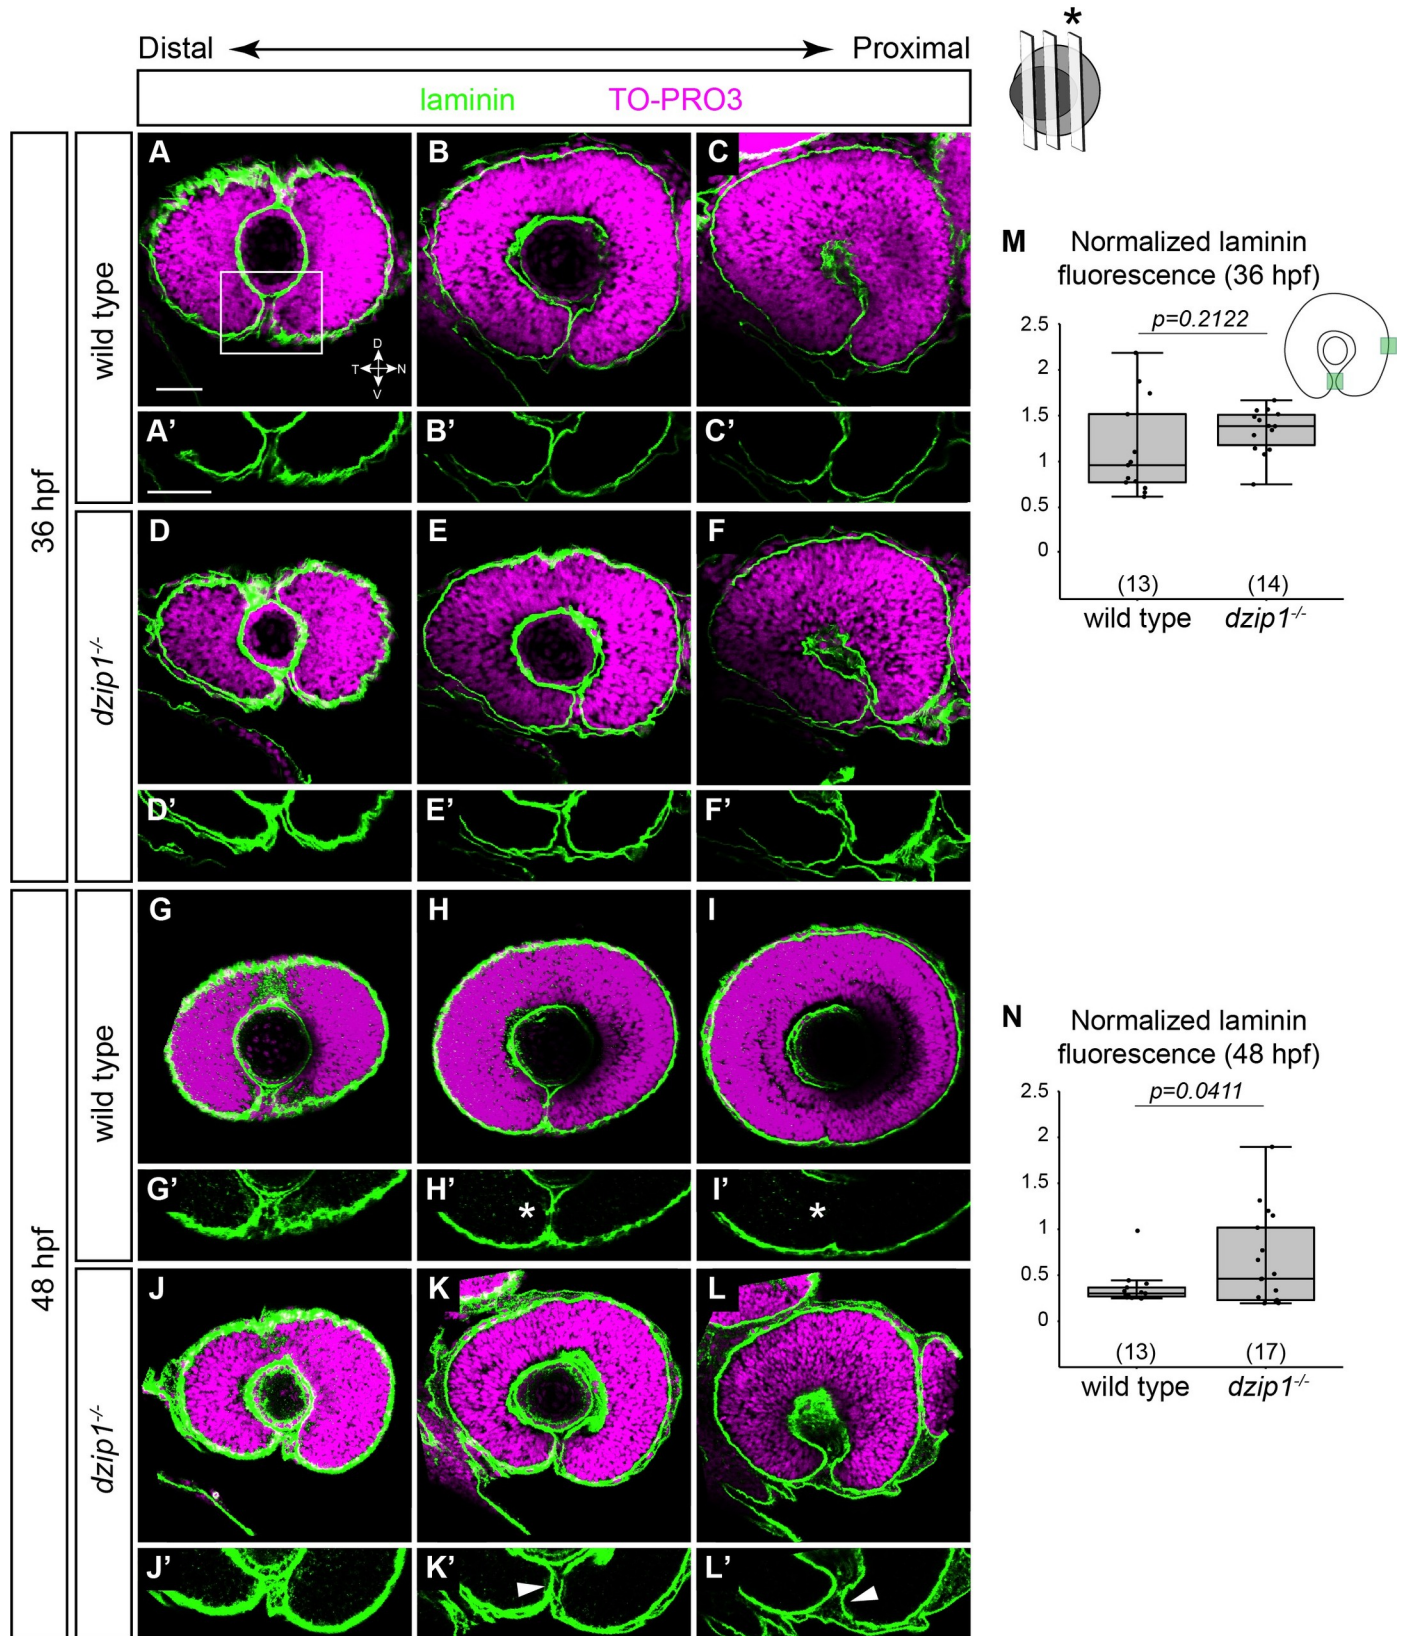 Distal
Proximal
*
laminin
TO-PRO3
36 hpf
wild type
A
B
C
D
T
N
V
A'
B'
C'
dzip1-/-
D
E
F
D'
E'
F'
48 hpf
wild type
G
H
I
G'
H'
*
I'
*
dzip1-/-
J
K
L
J'
K'
L'
M
Normalized laminin
fluorescence (36 hpf)
p=0.2122
2.5
2
1.5
1
0.5
0
(13)
(14)
wild type
dzip1-/-
N
Normalized laminin
fluorescence (48 hpf)
p=0.0411
2.5
2
1.5
1
0.5
0
(13)
(17)
wild type
dzip1-/-